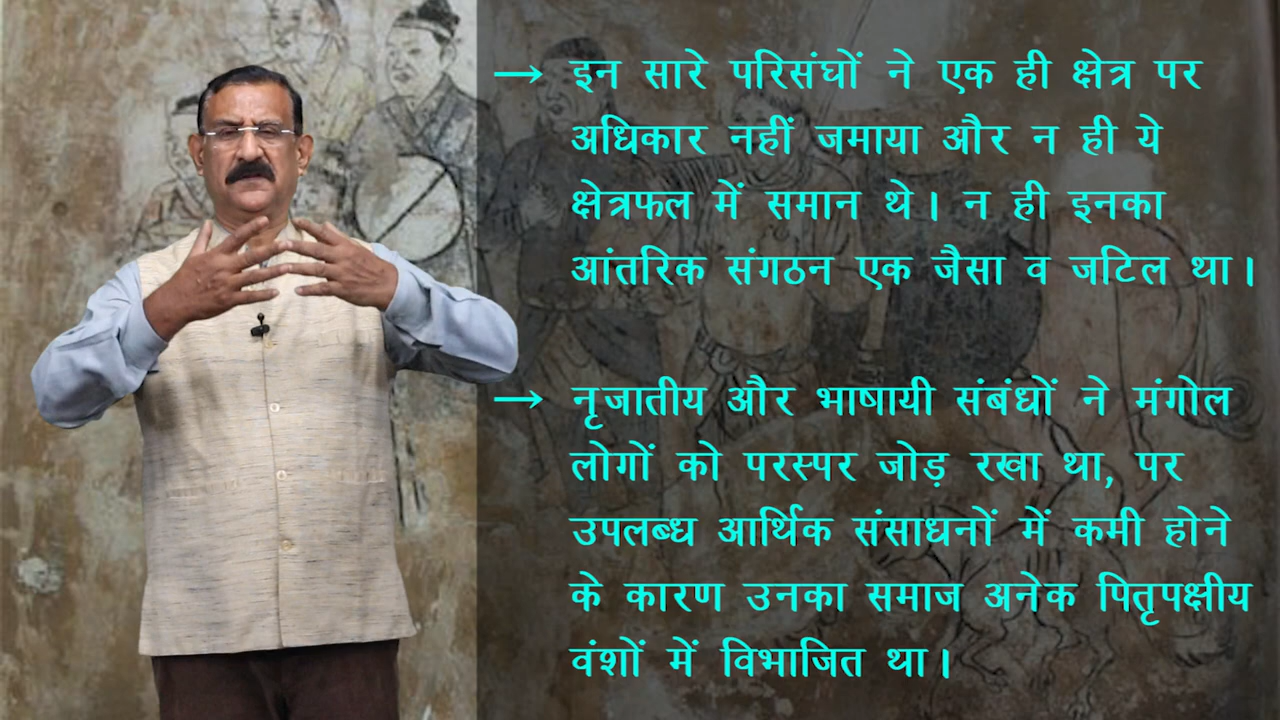 → इन सारे परिसंघों ने एक ही क्षेत्र पर
अधिकार नहीं जमाया और न ही ये
क्षेत्रफल में समान थे। न ही इनका
आंतरिक संगठन एक जैसा व जटिल था।
→ नृजातीय और भाषायी संबंधों ने मंगोल
लोगों को परस्पर जोड़ रखा था, पर
उपलब्ध आर्थिक संसाधनों में कमी होने
के कारण उनका समाज अनेक पितृपक्षीय
वंशों में विभाजित था।